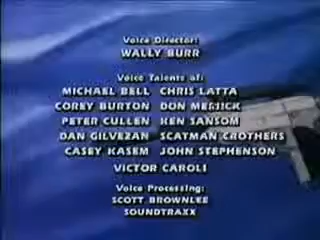 Voice Director:
WALLY BURR
Voice Talents of:
MICHAEL BELL CHRIS LATTA
COREY BURTON DON MESSICK
PETER CULLEN KEN SANSOM
DAN GILVEZAN SCATMAN CROTHERS
CASEY KASEM JOHN STEPHENSON
VICTOR CAROLI
Voice Processing:
SCOTT BROWNLEE
SOUNDTRAXX